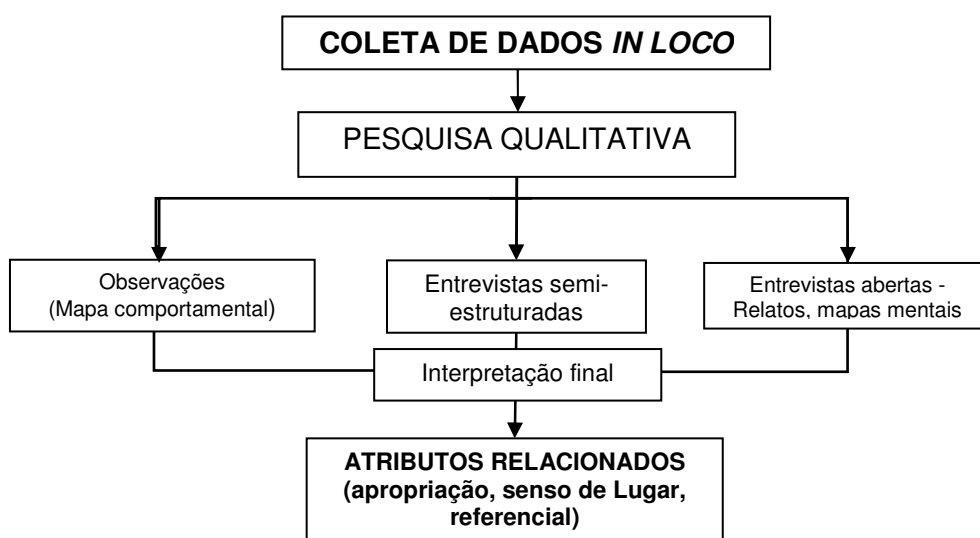 COLETA DE DADOS IN LOCO
PESQUISA QUALITATIVA
Observações
(Mapa comportamental)
Entrevistas semi-
estruturadas
Entrevistas abertas -
Relatos, mapas mentais
Interpretação final
ATRIBUTOS RELACIONADOS
(apropriação, senso de Lugar,
referencial)